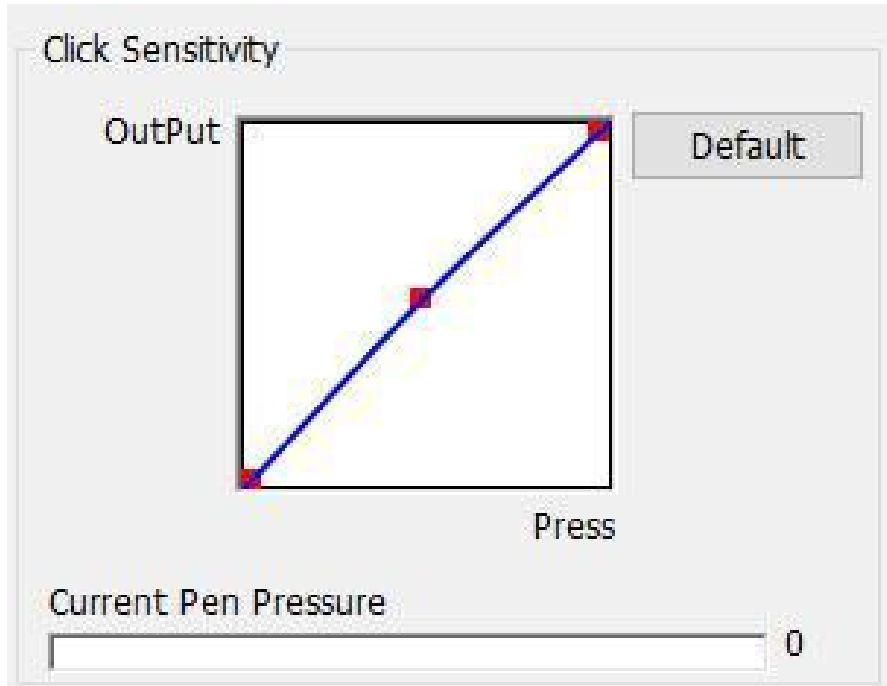 Click Sensitivity
OutPut
Default
Press
Current Pen Pressure
0